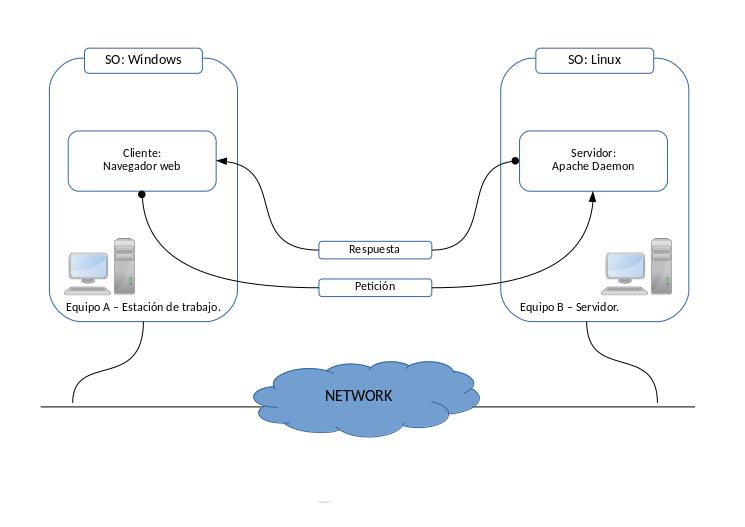 SO: Windows
SO: Linux
Cliente:
Navegador web
Servidor:
Apache Daemon
Respuesta
Petición
Equipo A – Estación de trabajo.
Equipo B – Servidor.
NETWORK